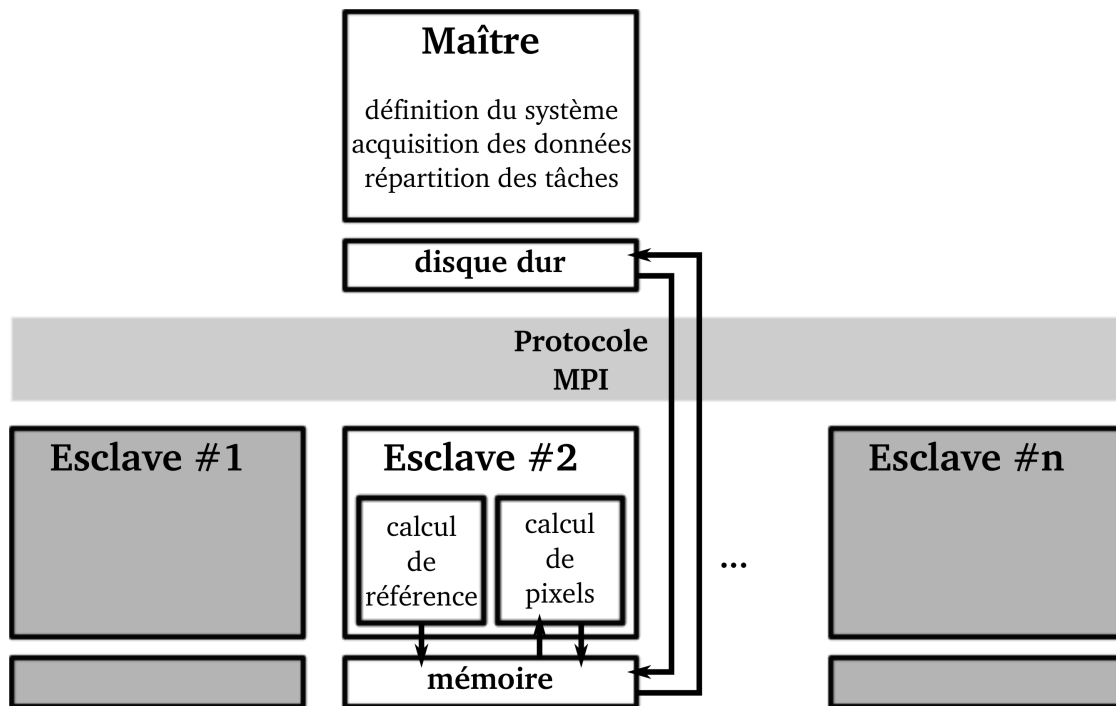 Maître
définition du système
acquisition des données
répartition des tâches
disque dur
Protocole
MPI
Esclave #1
Esclave #2
Esclave #n
calcul
de
référence
calcul
de
pixels
...
mémoire